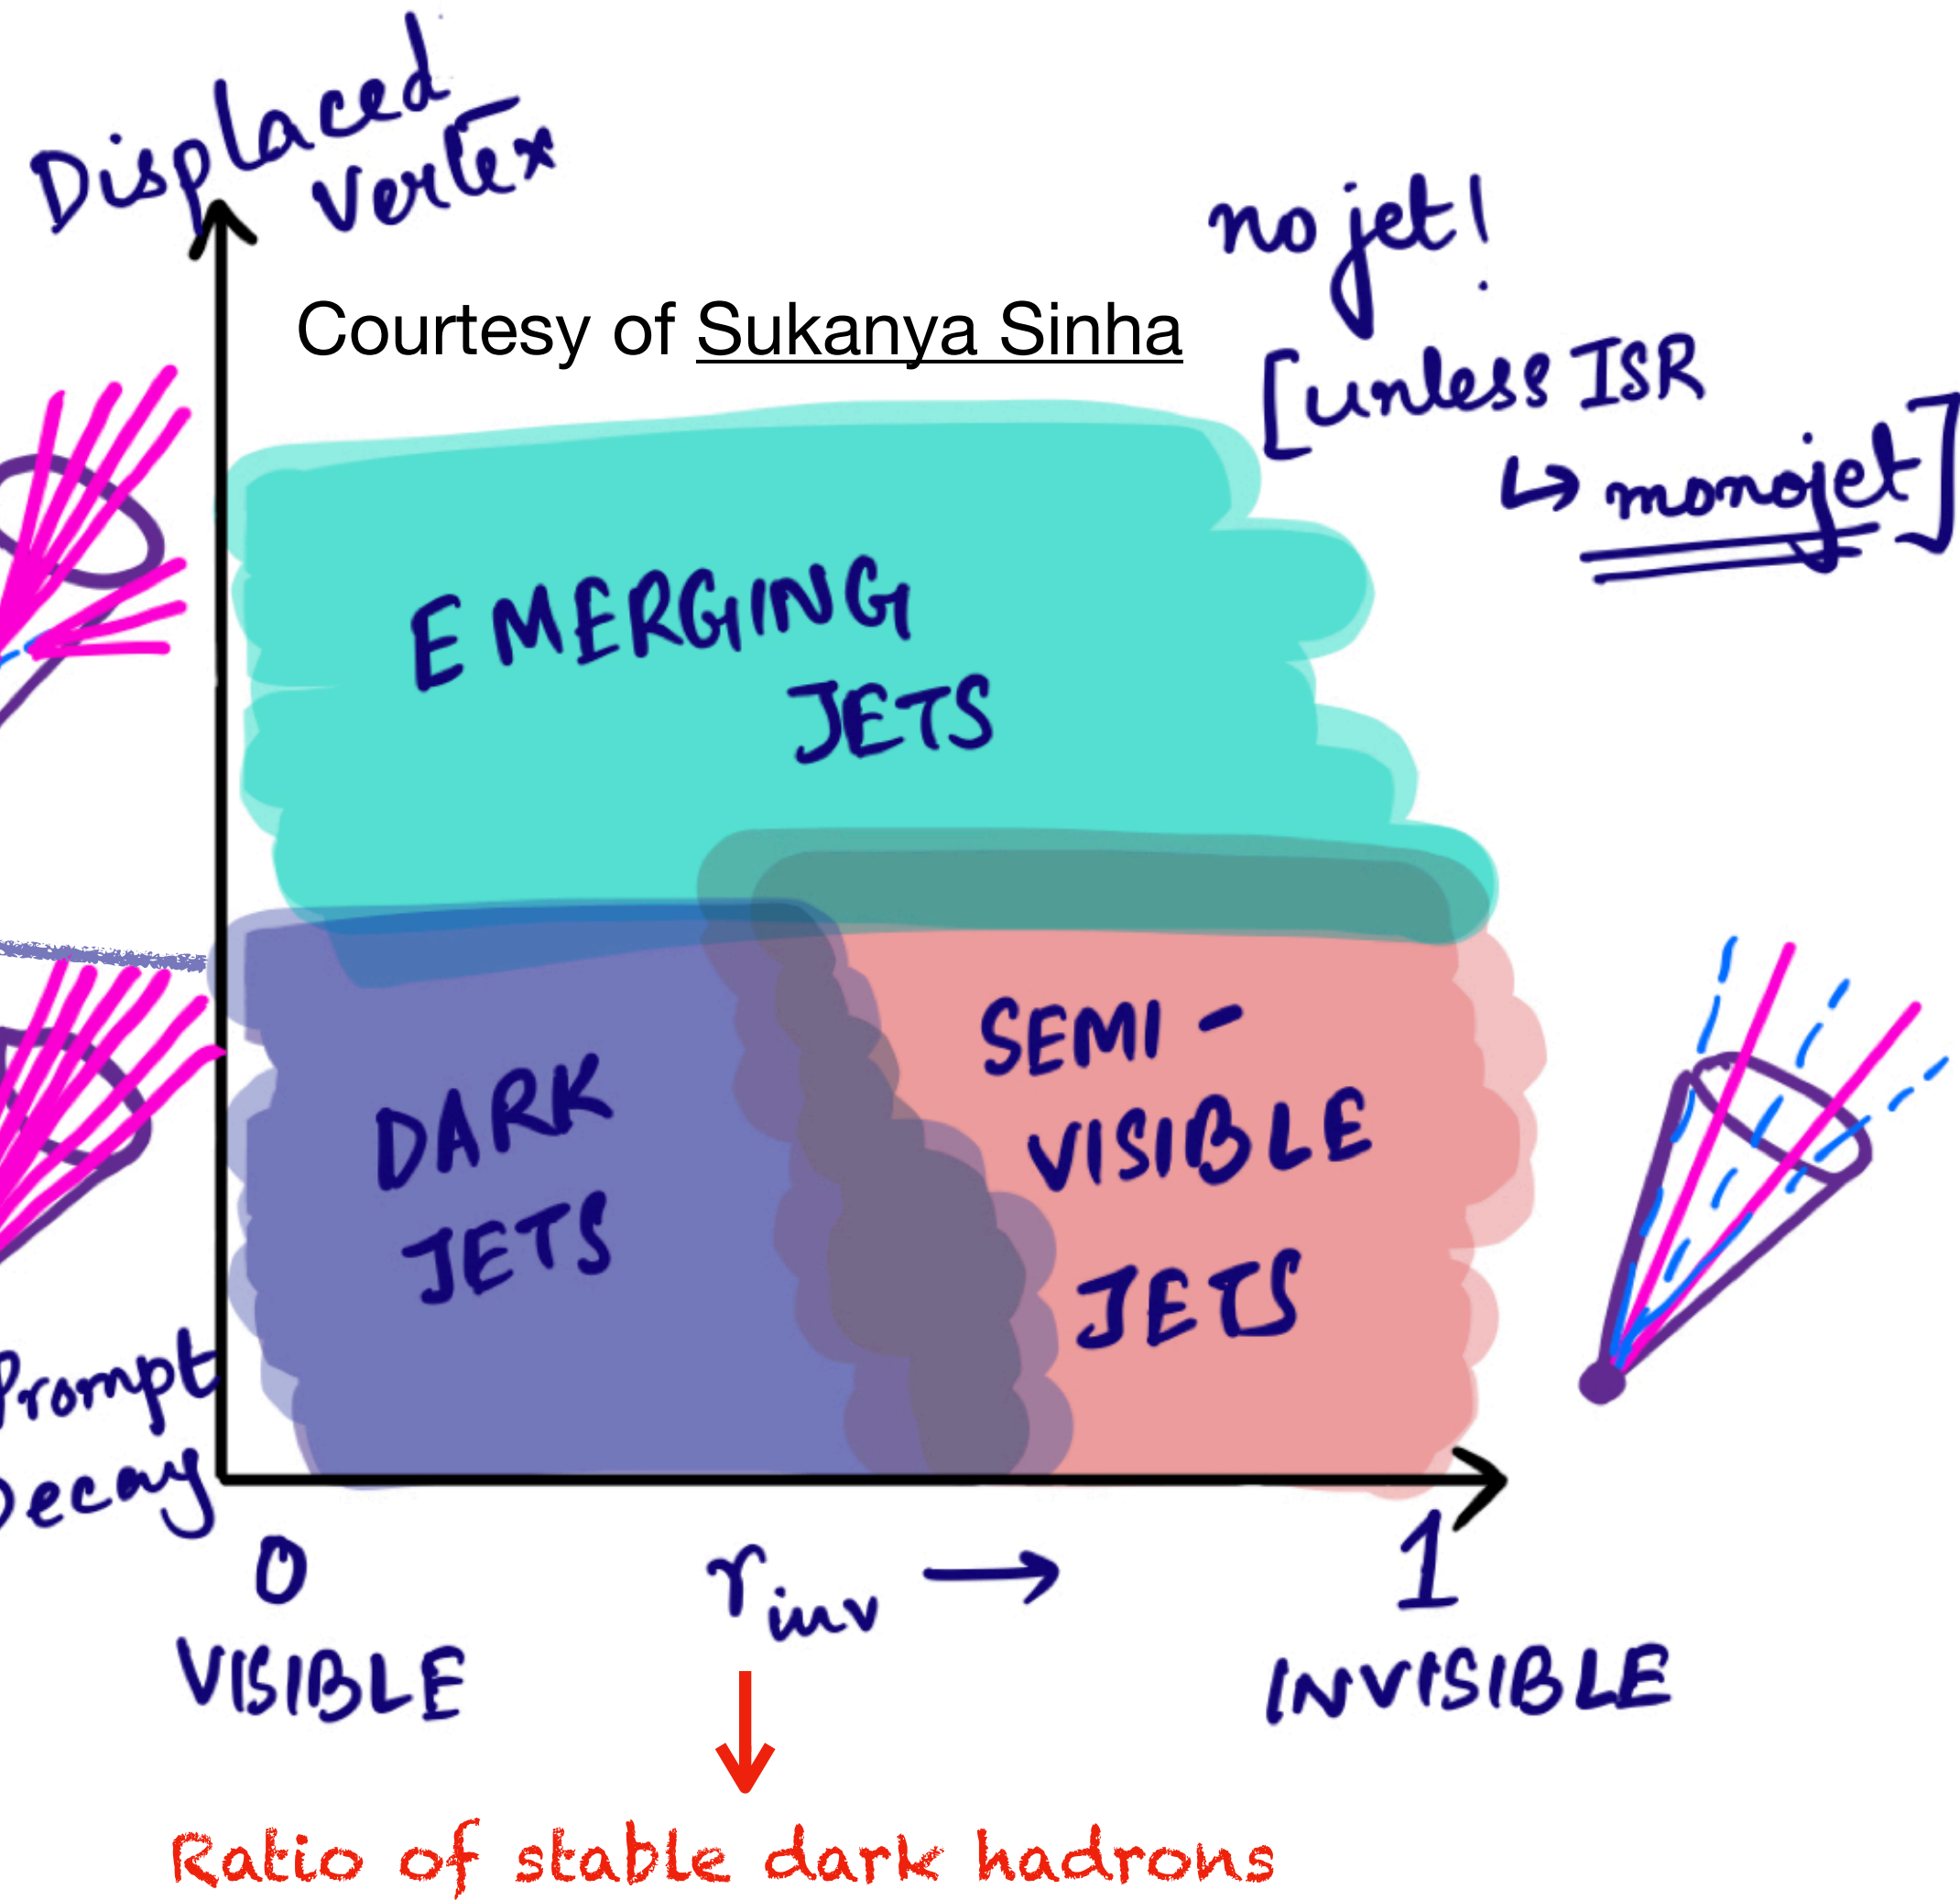 Displaced
Vertex
no jet!
Courtesy of Sukanya Sinha
[unless ISR
↳ monojet]
EMERGING
JETS
SEMI-
VISIBLE
JETS
DARK
JETS
Prompt
Decay
0
r_inv →
1
VISIBLE
INVISIBLE
Ratio of stable dark hadrons